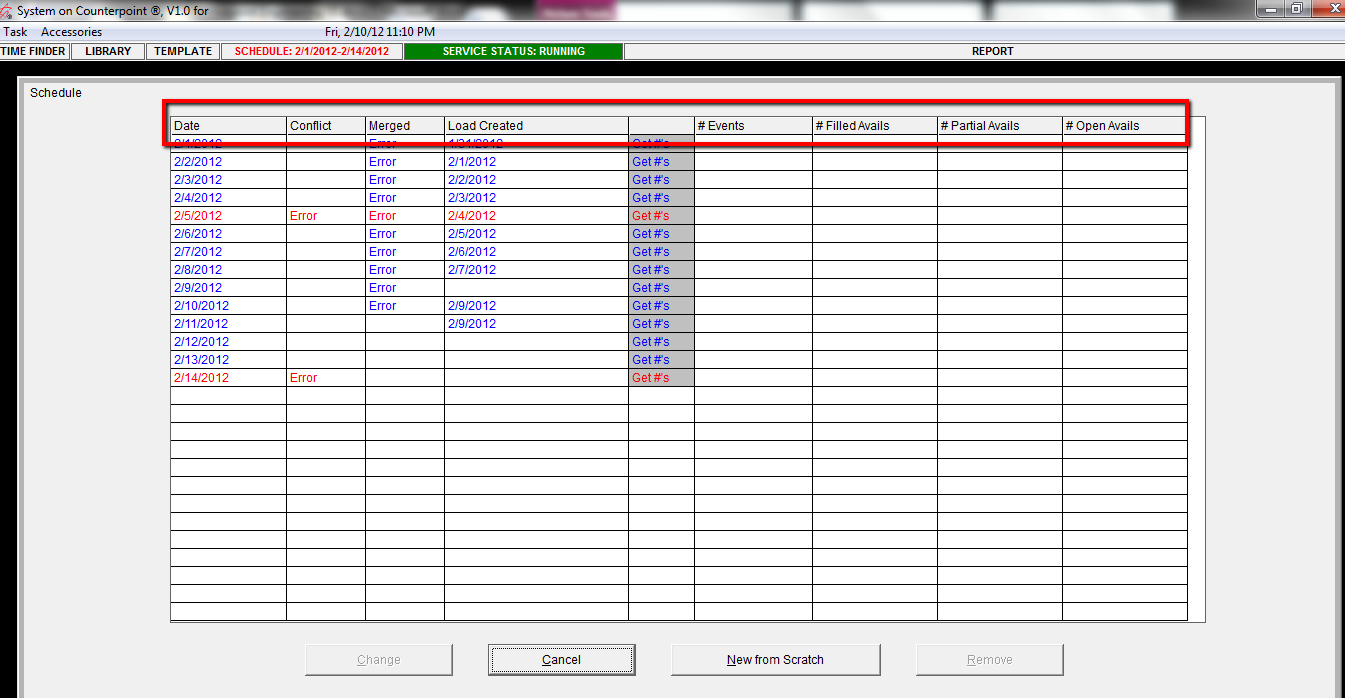 System on Counterpoint ®, V1.0 for
Task Accessories Fri, 2/10/12 11:10 PM
TIME FINDER LIBRARY TEMPLATE SCHEDULE: 2/1/2012-2/14/2012 SERVICE STATUS: RUNNING REPORT
Schedule
Date Conflict Merged Load Created # Events # Filled Avails # Partial Avails # Open Avails
2/1/2012 Error 1/31/2012 Get #'s
2/2/2012 Error 2/1/2012 Get #'s
2/3/2012 Error 2/2/2012 Get #'s
2/4/2012 Error 2/3/2012 Get #'s
2/5/2012 Error Error 2/4/2012 Get #'s
2/6/2012 Error 2/5/2012 Get #'s
2/7/2012 Error 2/6/2012 Get #'s
2/8/2012 Error 2/7/2012 Get #'s
2/9/2012 Error Get #'s
2/10/2012 Error 2/9/2012 Get #'s
2/11/2012 2/9/2012 Get #'s
2/12/2012 Get #'s
2/13/2012 Get #'s
2/14/2012 Error Get #'s
Change Cancel New from Scratch Remove